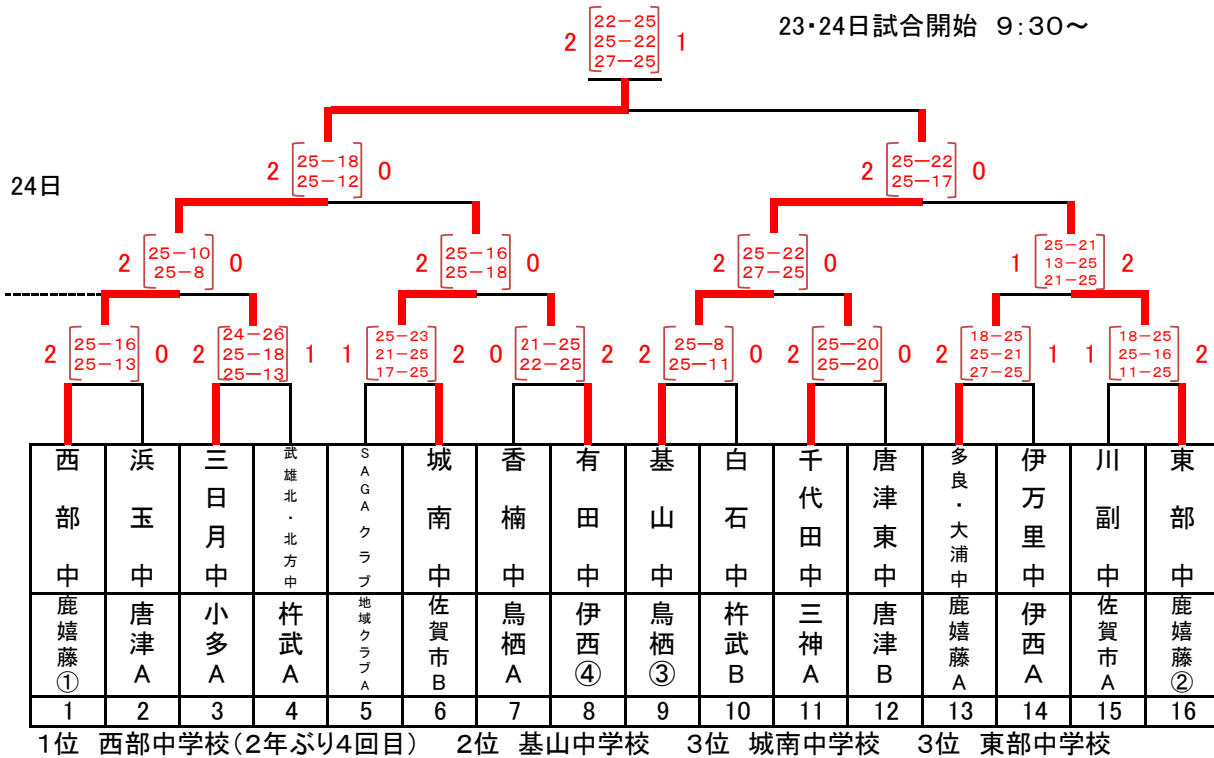 23・24日試合開始 9：30～
2 22－25 1
25－22
27－25
24日
2 25－18 0
25－12
2 25－22 0
25－17
2 25－10 0
25－8
2 25－16 0
25－18
2 25－22 0
27－25
1 25－21 2
13－25
21－25
2 25－16 0
25－13
2 24－26 1
25－18
25－13
1 25－23 2
21－25
17－25
0 21－25 2
22－25
2 25－8 0
25－11
2 25－20 0
25－20
2 18－25 1
25－21
27－25
1 18－25 2
25－16
11－25
西部中 浜玉中 三日月中 武雄北・北方中 SAGAクラブ 城南中 香楠中 有田中 基山中 白石中 千代田中 唐津東中 多良・大浦中 伊万里中 川副中 東部中
鹿嬉藤① 唐津A 小多A 杵武A 地域クラブA 佐賀市B 鳥栖A 伊西④ 鳥栖③ 杵武B 三神A 唐津B 鹿嬉藤A 伊西A 佐賀市A 鹿嬉藤②
1 2 3 4 5 6 7 8 9 10 11 12 13 14 15 16
1位 西部中学校（2年ぶり4回目） 2位 基山中学校 3位 城南中学校 3位 東部中学校